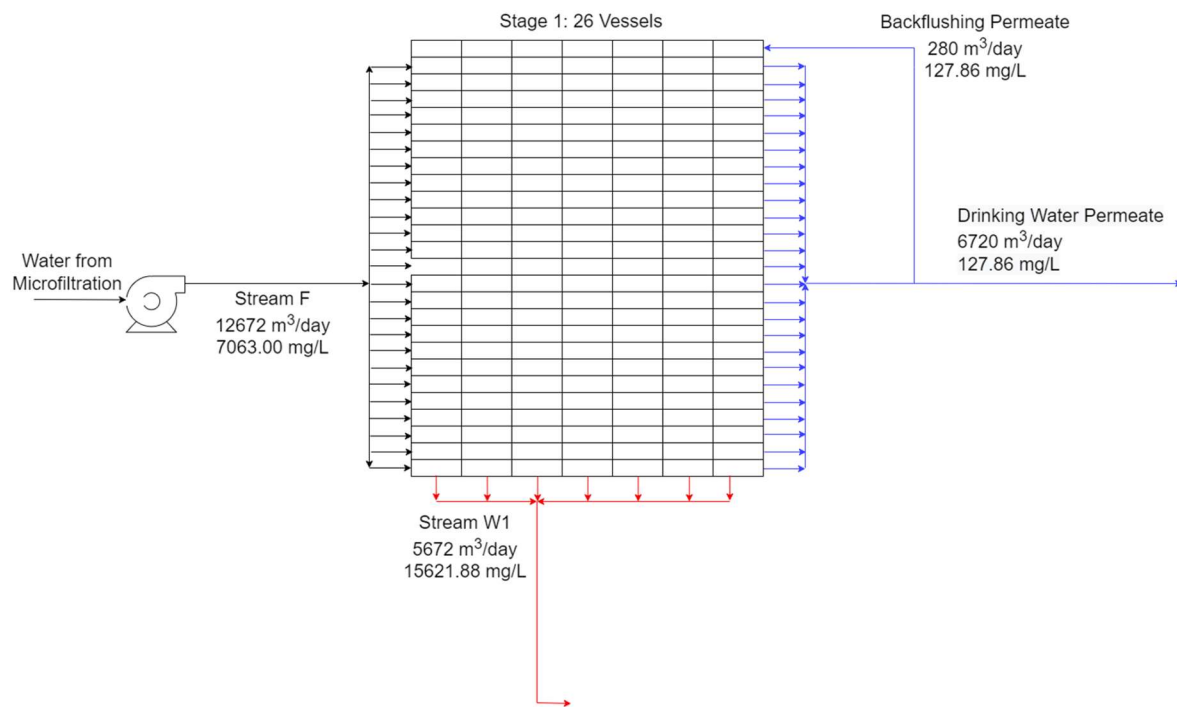 Stage 1: 26 Vessels
Backflushing Permeate
280 m³/day
127.86 mg/L
Drinking Water Permeate
6720 m³/day
127.86 mg/L
Water from
Microfiltration
Stream F
12672 m³/day
7063.00 mg/L
Stream W1
5672 m³/day
15621.88 mg/L